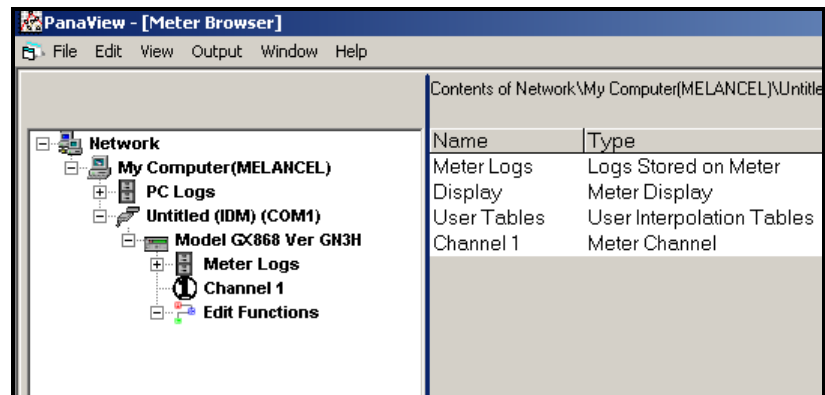 PanaView - [Meter Browser]
File Edit View Output Window Help
Contents of Network\My Computer(MELANCEL)\Untitle
Network
My Computer(MELANCEL)
PC Logs
Untitled (IDM) (COM1)
Model GX868 Ver GN3H
Meter Logs
1 Channel 1
Edit Functions
Name Type
Meter Logs Logs Stored on Meter
Display Meter Display
User Tables User Interpolation Tables
Channel 1 Meter Channel